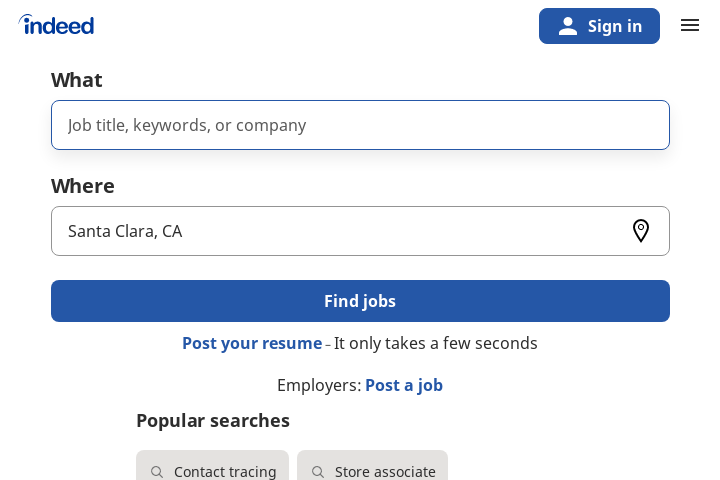 indeed
Sign in
What
Job title, keywords, or company
Where
Santa Clara, CA
Find jobs
Post your resume – It only takes a few seconds
Employers: Post a job
Popular searches
Contact tracing
Store associate